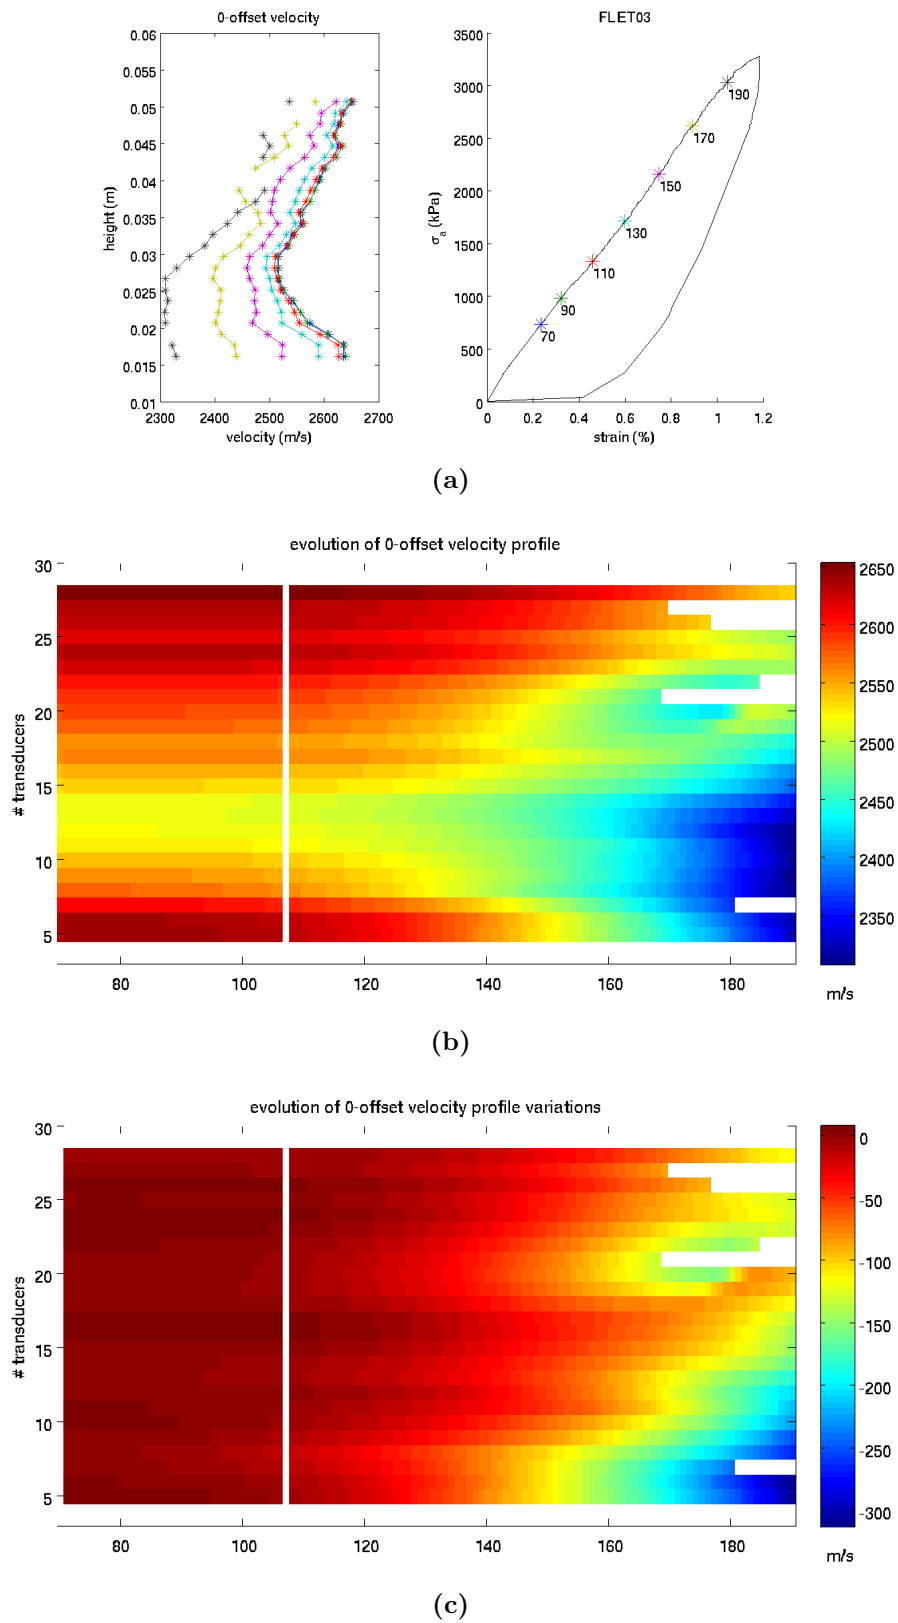 0-offset velocity
0.06
0.055
0.05
0.045
0.04
0.035
0.03
0.025
0.02
0.015
0.01
height (m)
2300 2400 2500 2600 2700
velocity (m/s)
FLET03
3500
3000
2500
2000
1500
1000
500
0
σa (kPa)
190
170
150
130
110
90
70
0 0.2 0.4 0.6 0.8 1 1.2
strain (%)
(a)
evolution of 0-offset velocity profile
30
25
20
15
10
5
# transducers
80 100 120 140 160 180
2650
2600
2550
2500
2450
2400
2350
m/s
(b)
evolution of 0-offset velocity profile variations
30
25
20
15
10
5
# transducers
80 100 120 140 160 180
0
-50
-100
-150
-200
-250
-300
m/s
(c)